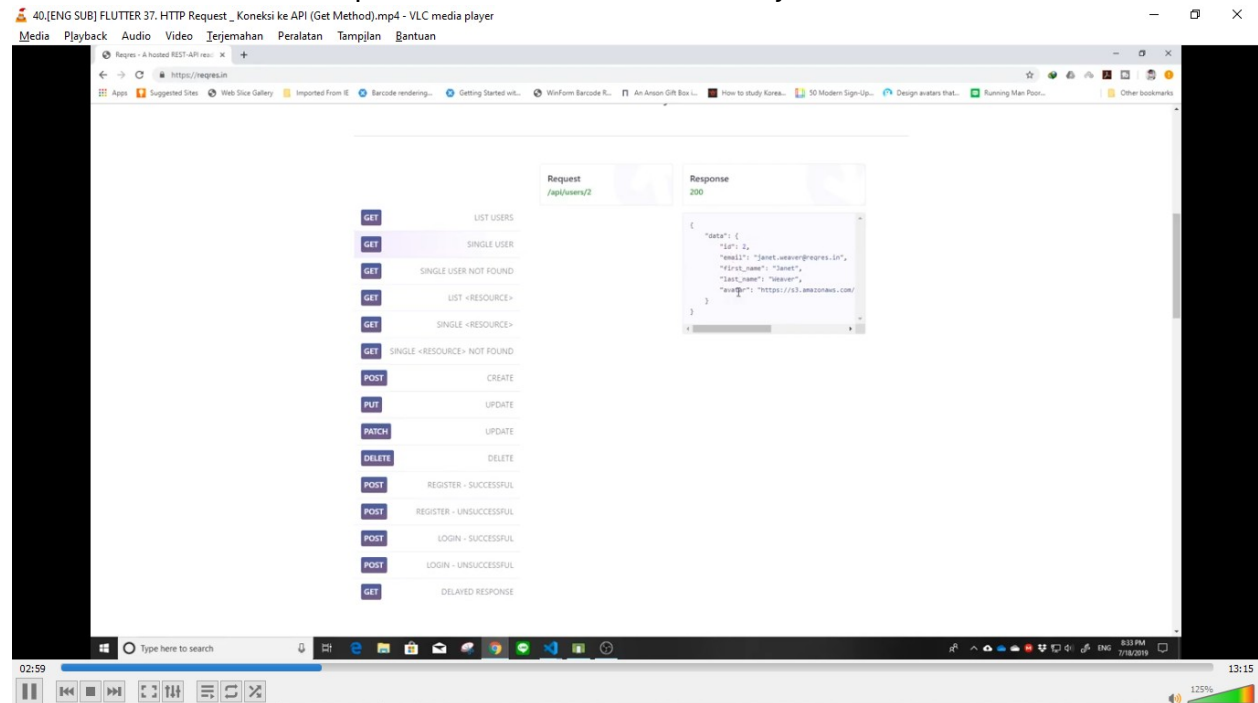 40.[ENG SUB] FLUTTER 37. HTTP Request _ Koneksi ke API (Get Method).mp4 - VLC media player
Media Playback Audio Video Terjemahan Peralatan Tampilan Bantuan
Reqres - A hosted REST-API
https://reqres.in
Apps Suggested Sites Web Slice Gallery Imported From IE Barcode rendering... Getting Started wit... WinForm Barcode R... An Anson Gift Box i... How to study Korea... 50 Modern Sign-Up... Design avatars that... Running Man Poor... Other bookmarks
Request
/api/users/2
Response
200
GET LIST USERS
GET SINGLE USER
GET SINGLE USER NOT FOUND
GET LIST <RESOURCE>
GET SINGLE <RESOURCE>
GET SINGLE <RESOURCE> NOT FOUND
POST CREATE
PUT UPDATE
PATCH UPDATE
DELETE DELETE
POST REGISTER - SUCCESSFUL
POST REGISTER - UNSUCCESSFUL
POST LOGIN - SUCCESSFUL
POST LOGIN - UNSUCCESSFUL
GET DELAYED RESPONSE
{
"data": {
"id": 2,
"email": "janet.weaver@reqres.in",
"first_name": "Janet",
"last_name": "Weaver",
"avatar": "https://s3.amazonaws.com/
}
}
Type here to search
ENG
8:33 PM
7/18/2019
02:59
13:15
125%